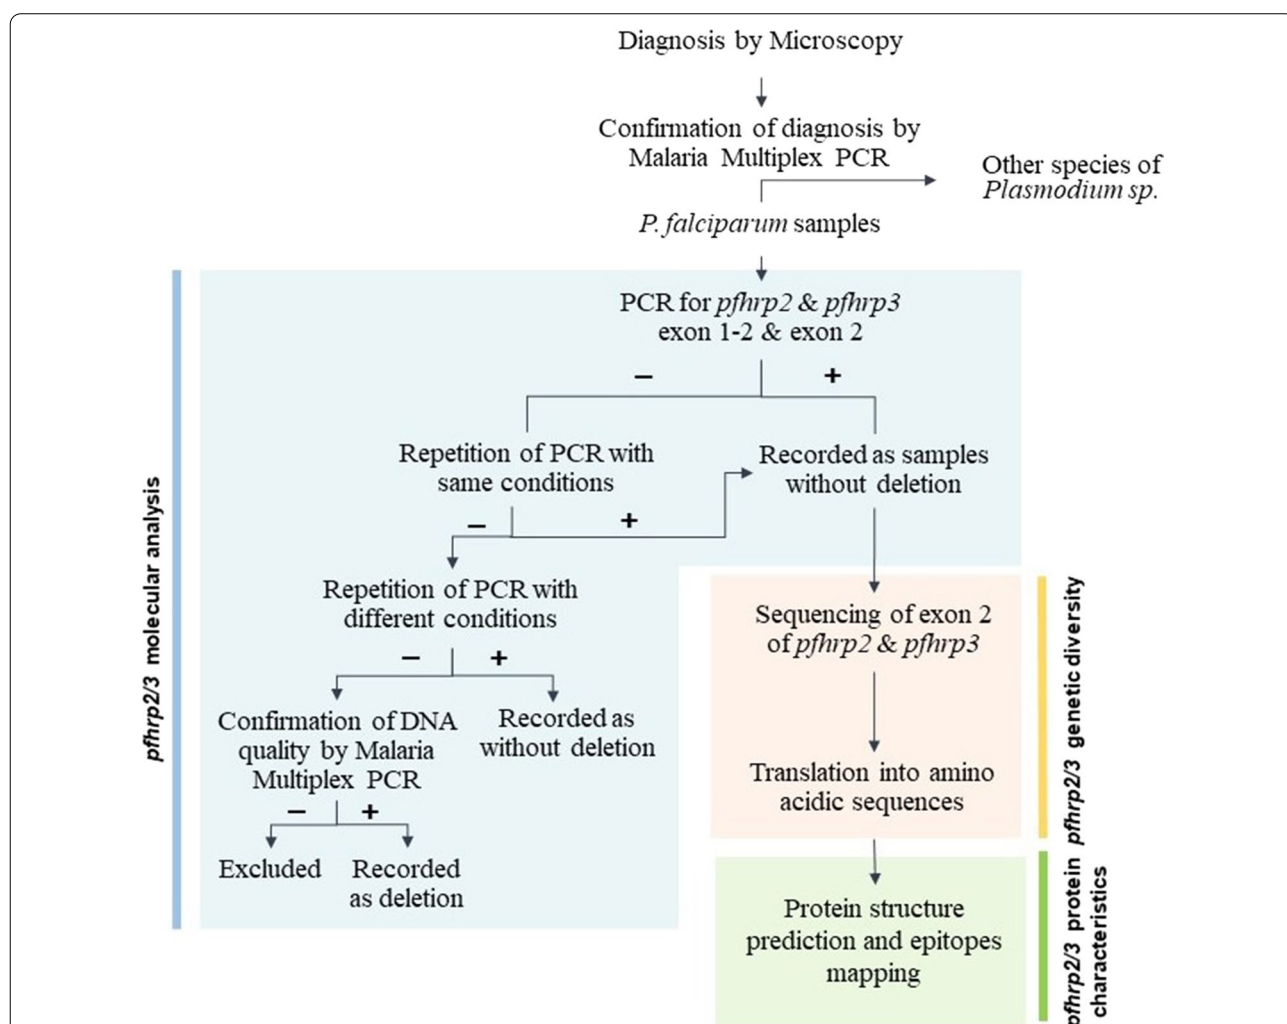 Diagnosis by Microscopy
Confirmation of diagnosis by
Malaria Multiplex PCR
Other species of
Plasmodium sp.
P. falciparum samples
PCR for pfhrp2 & pfhrp3
exon 1-2 & exon 2
− +
Repetition of PCR with
same conditions
Recorded as samples
without deletion
− +
Repetition of PCR with
different conditions
− +
Confirmation of DNA
quality by Malaria
Multiplex PCR
Recorded as
without deletion
− +
Excluded
Recorded
as deletion
Sequencing of exon 2
of pfhrp2 & pfhrp3
Translation into amino
acidic sequences
Protein structure
prediction and epitopes
mapping
pfhrp2/3 molecular analysis
pfhrp2/3 genetic diversity
pfhrp2/3 protein
characteristics